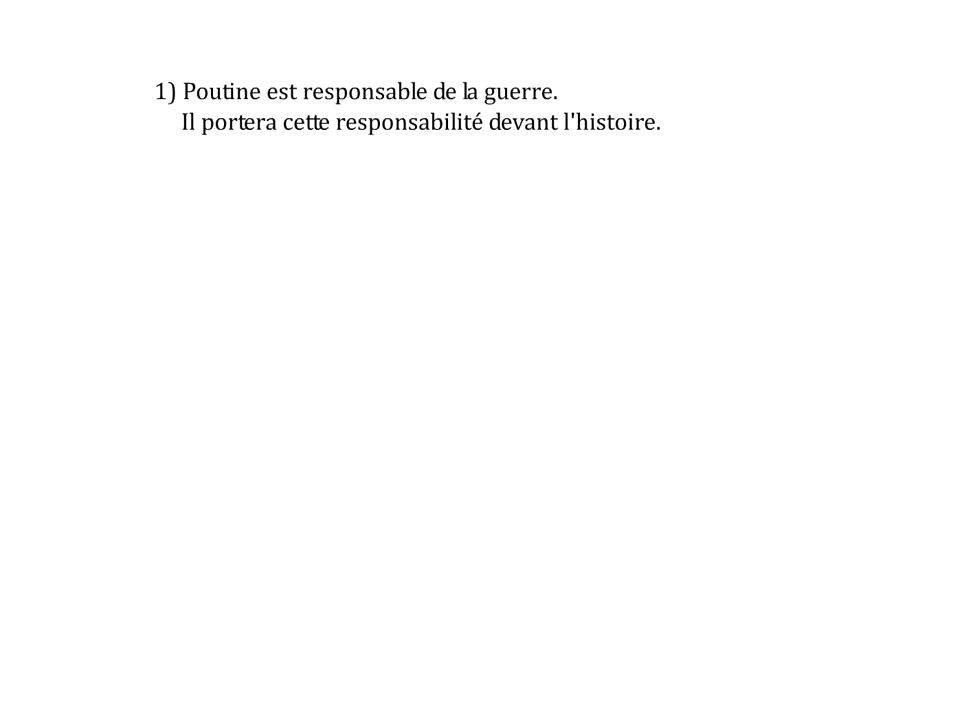 1) Poutine est responsable de la guerre.
Il portera cette responsabilité devant l'histoire.